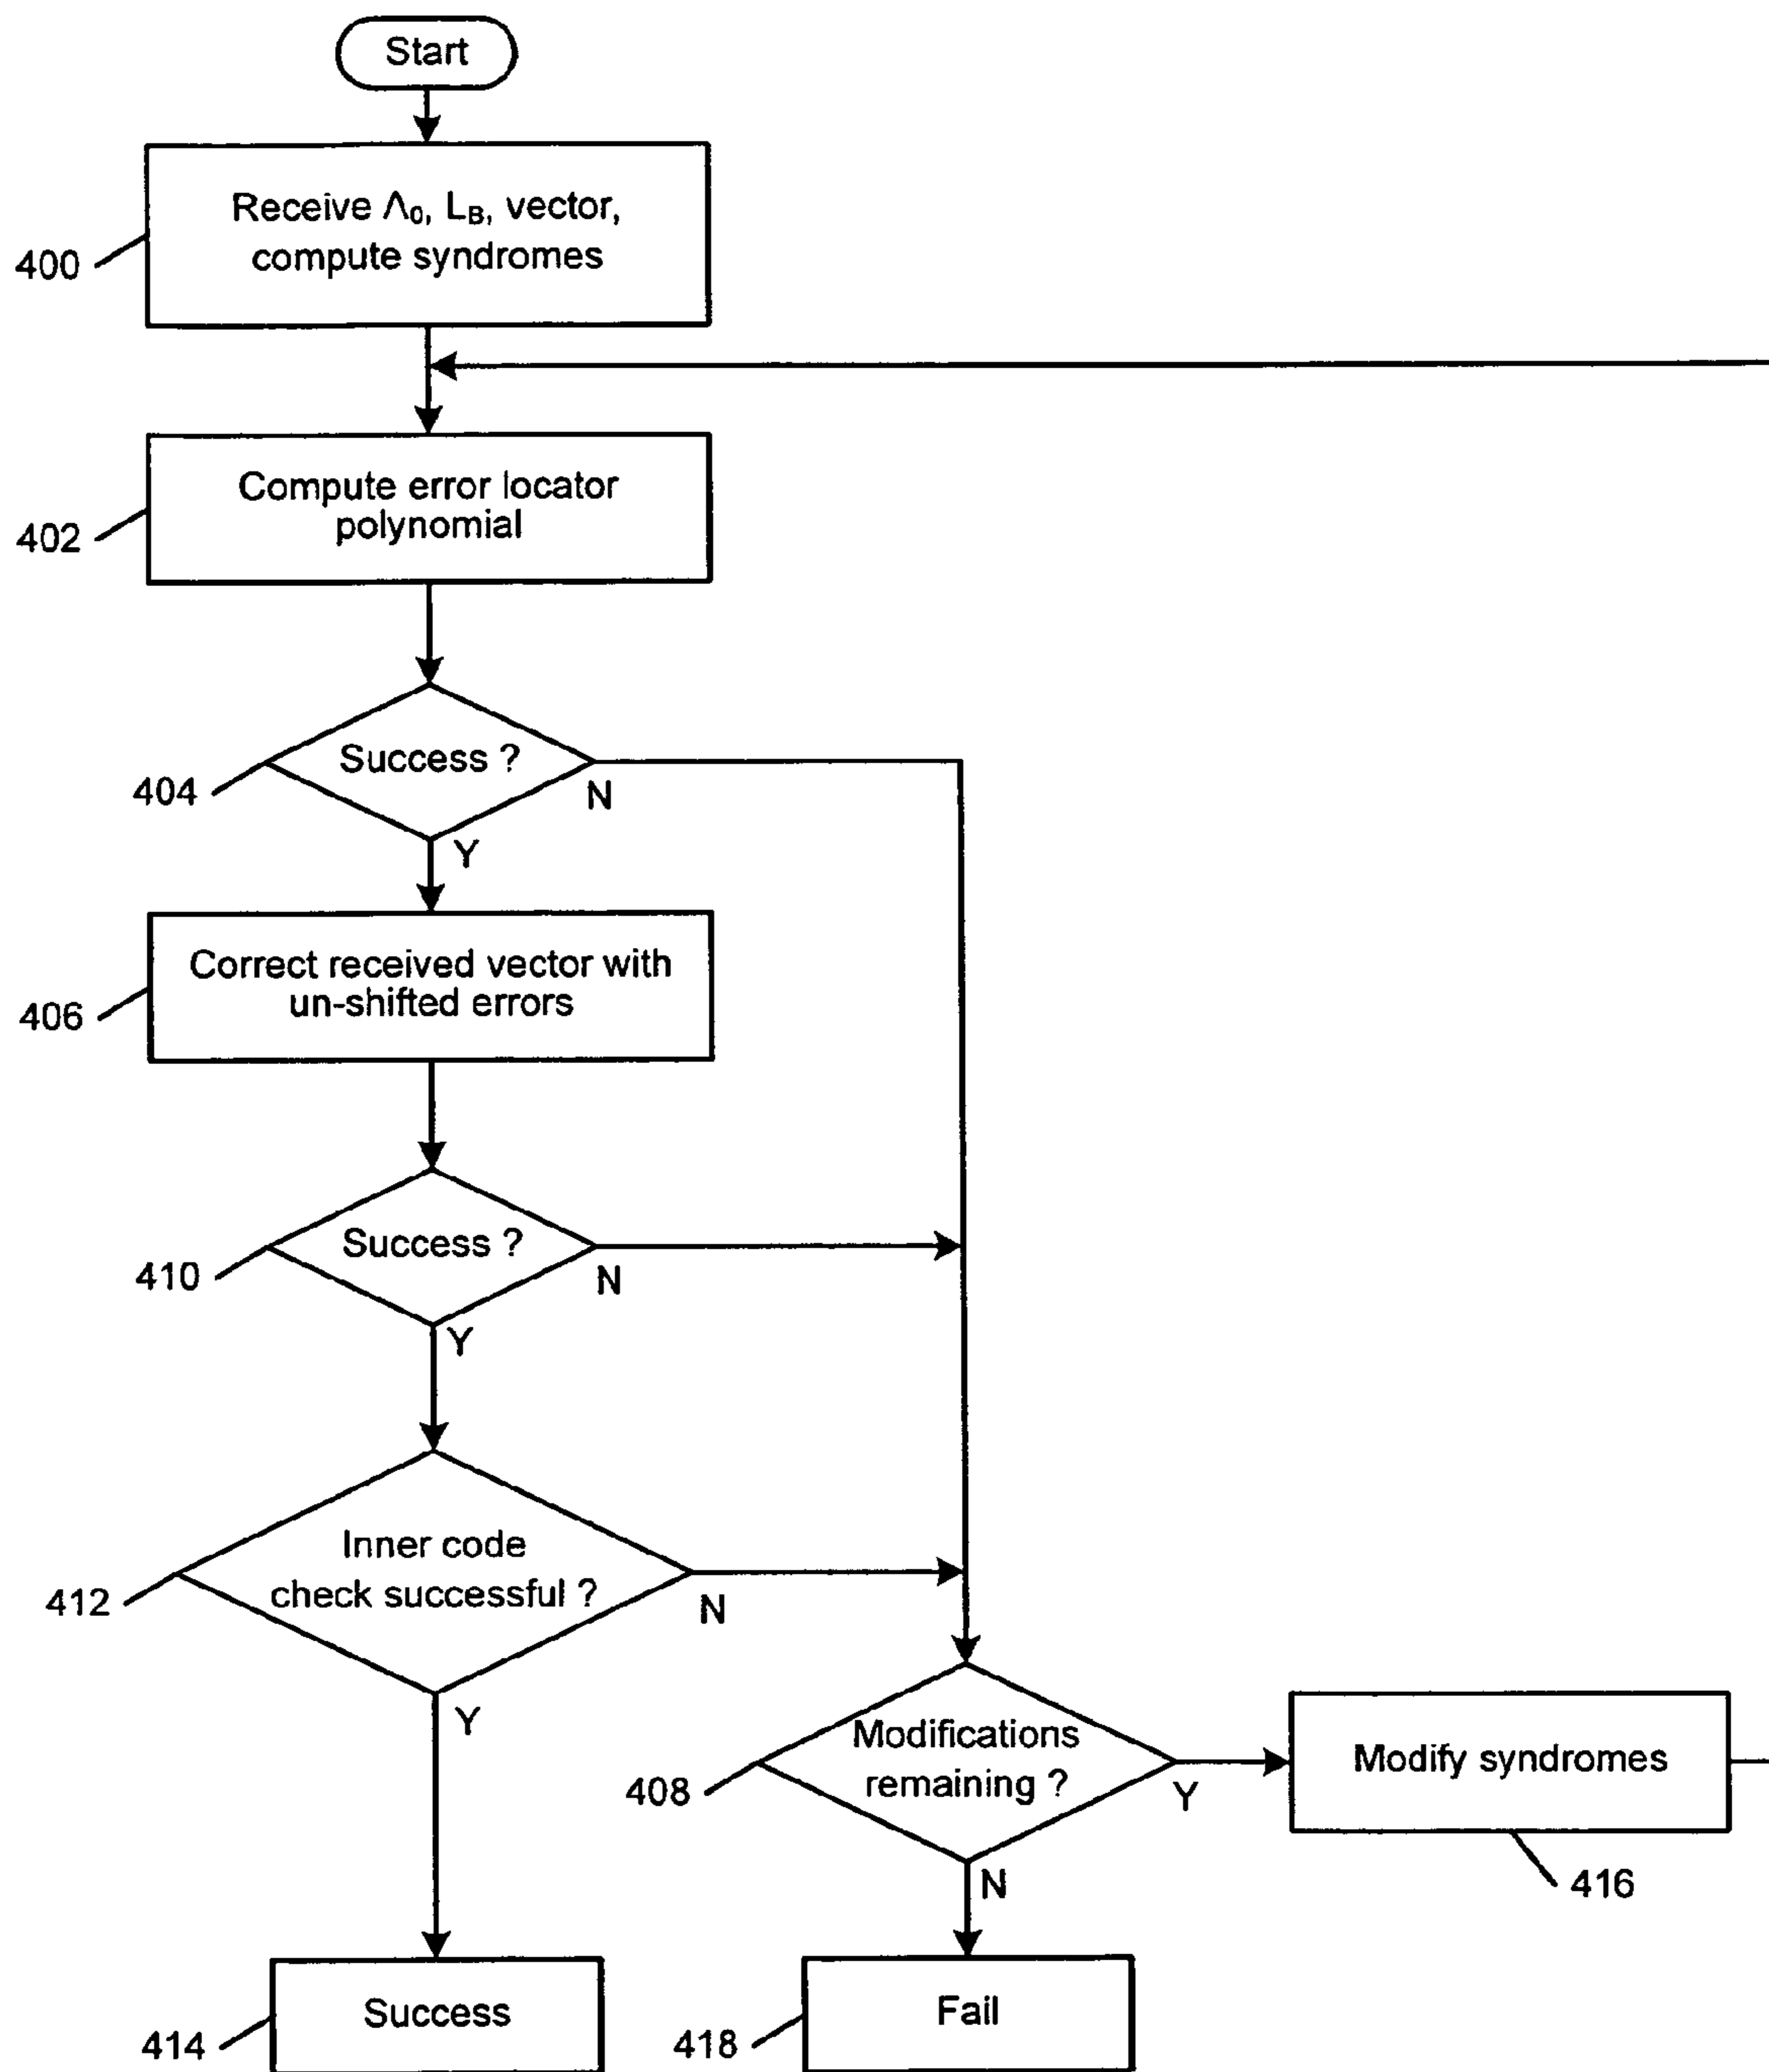 Start
Receive Λ₀, L_B, vector,
compute syndromes
400
Compute error locator
polynomial
402
Success ?
404
N
Y
Correct received vector with
un-shifted errors
406
Success ?
410
N
Y
Inner code
check successful ?
412
N
Y
Modifications
remaining ?
408
Y
Modify syndromes
416
N
Success
414
Fail
418